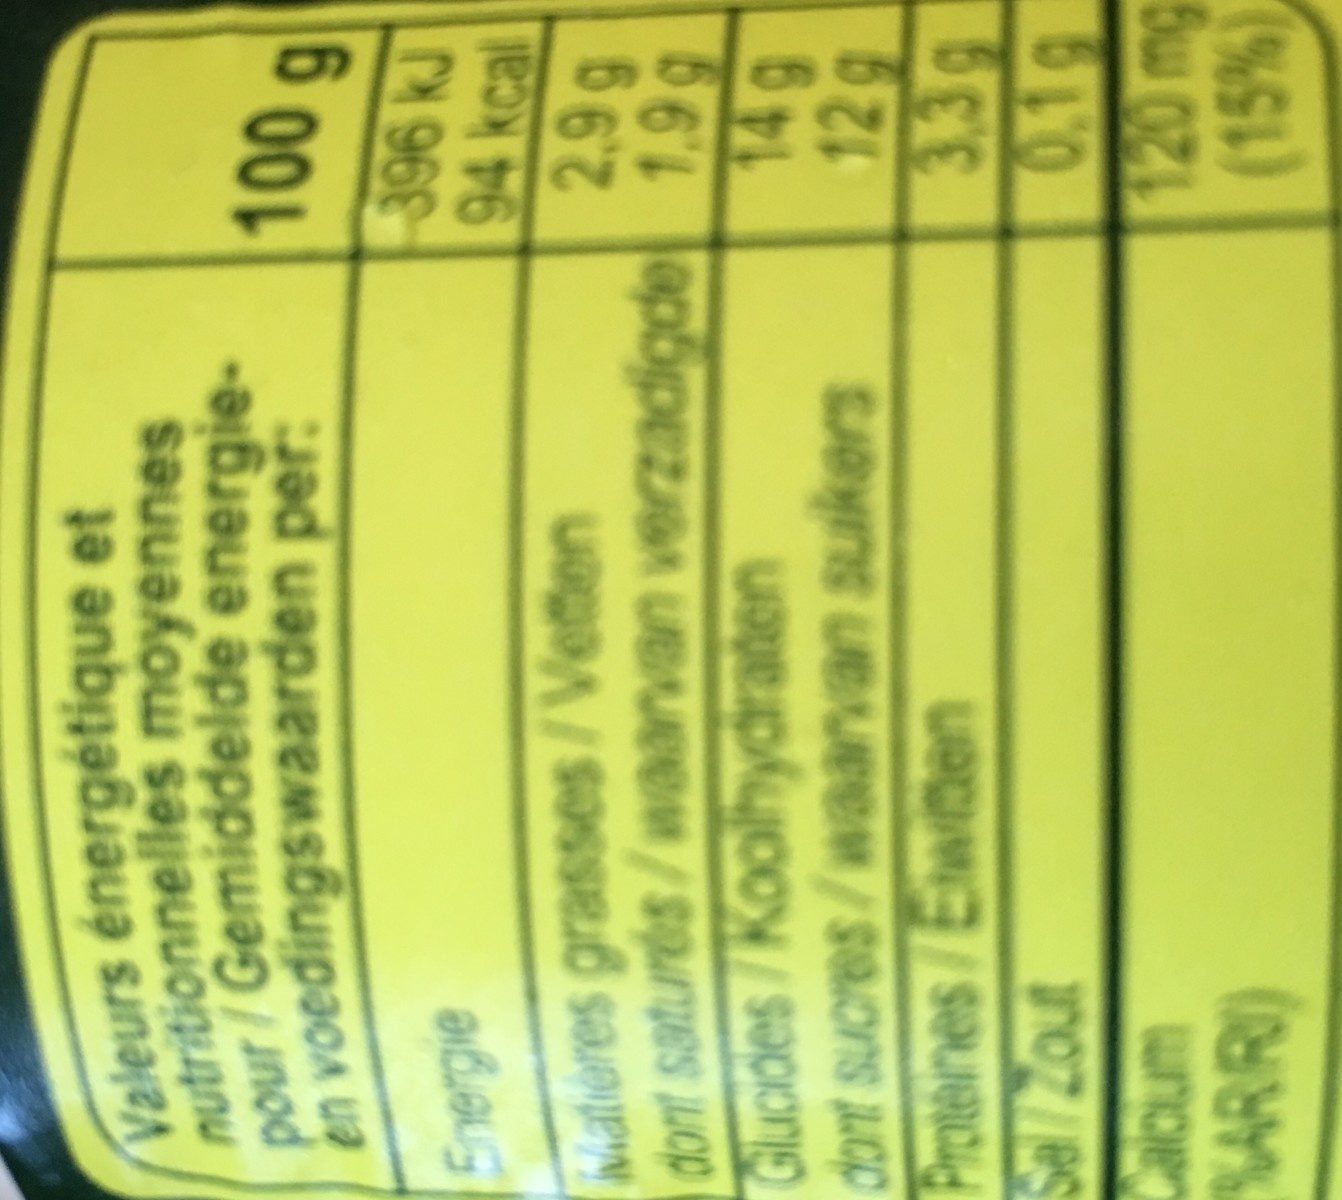 Valeurs énergétique et
nutritionnelles moyennes
pour / Gemiddelde energie-
en voedingswaarden per:
100 g
Energie
396 kJ
94 kcal
Matières grasses / Vetten
2,9 g
dont saturés / waarvan verzadigde
1,9 g
Glucides / Koolhydraten
14 g
dont sucres / waarvan suikers
12 g
Protéines / Eiwitten
3,3 g
Sel / Zout
0,1 g
Calcium
120 mg
(%AR/RI)
(15%)